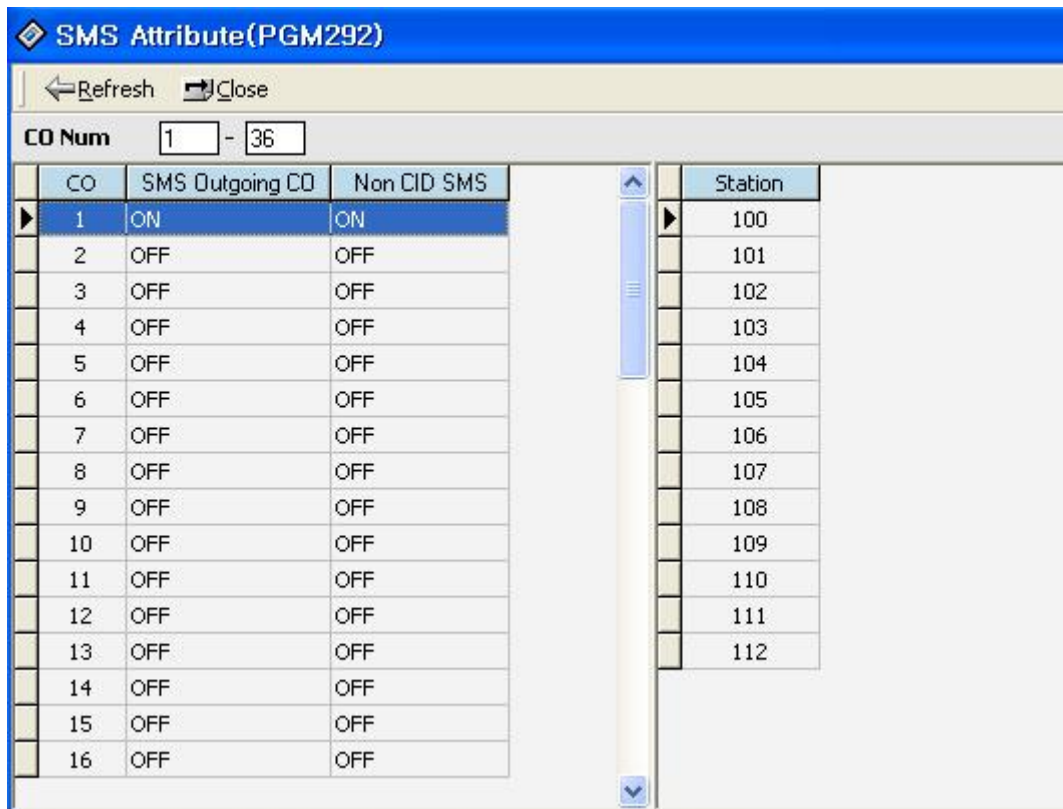 SMS Attribute(PGM292)
Refresh Close
CO Num 1 - 36
CO SMS Outgoing CO Non CID SMS
1 ON ON
2 OFF OFF
3 OFF OFF
4 OFF OFF
5 OFF OFF
6 OFF OFF
7 OFF OFF
8 OFF OFF
9 OFF OFF
10 OFF OFF
11 OFF OFF
12 OFF OFF
13 OFF OFF
14 OFF OFF
15 OFF OFF
16 OFF OFF
Station
100
101
102
103
104
105
106
107
108
109
110
111
112